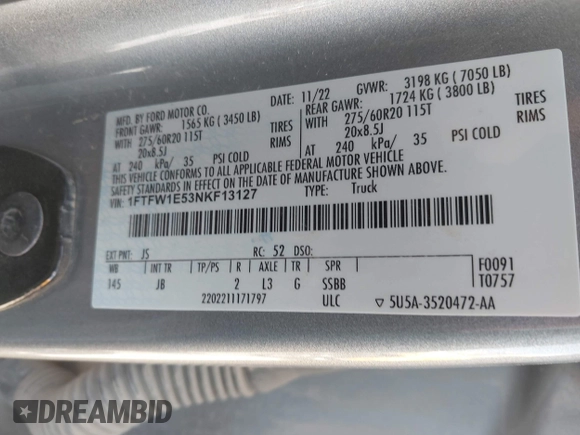 MFD. BY FORD MOTOR CO.
DATE: 11/22 GVWR: 3198 KG ( 7050 LB)
FRONT GAWR: 1565 KG ( 3450 LB)
REAR GAWR: 1724 KG ( 3800 LB)
WITH 275/60R20 115T TIRES
WITH 275/60R20 115T TIRES
20x8.5J RIMS
20x8.5J RIMS
AT 240 kPa/ 35 PSI COLD
AT 240 kPa/ 35 PSI COLD
THIS VEHICLE CONFORMS TO ALL APPLICABLE FEDERAL MOTOR VEHICLE
SAFETY STANDARDS IN EFFECT ON THE DATE OF MANUFACTURE SHOWN ABOVE.
VIN: 1FTFW1E53NKF13127
TYPE: Truck
EXT PNT: JS RC: 52 DSO:
WB INT TR TP/PS R AXLE TR SPR
145 JB 2 L3 G SSBB
F0091
T0757
2202211171797 ULC ▽ 5U5A-3520472-AA
DREAMBID